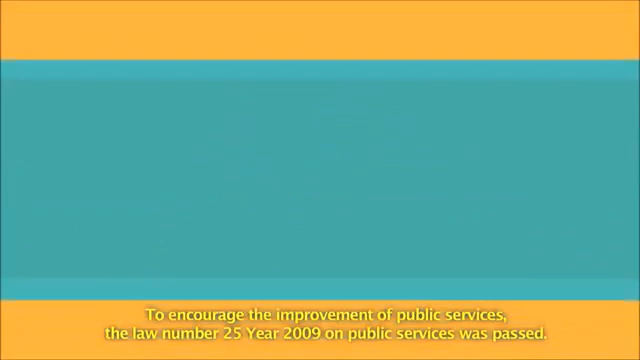 To encourage the improvement of public services,
the law number 25 Year 2009 on public services was passed.